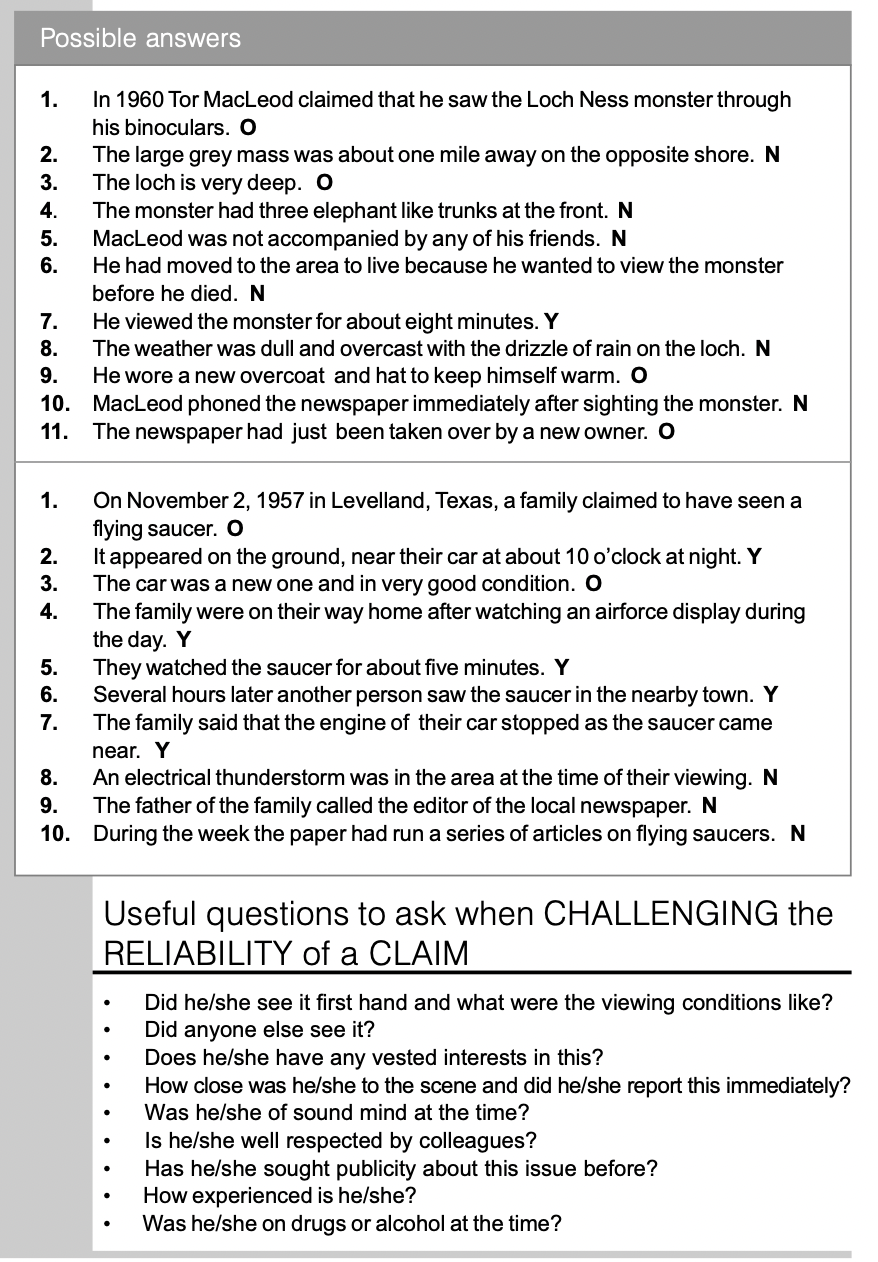 Possible answers
1. In 1960 Tor MacLeod claimed that he saw the Loch Ness monster through
his binoculars. O
2. The large grey mass was about one mile away on the opposite shore. N
3. The loch is very deep. O
4. The monster had three elephant like trunks at the front. N
5. MacLeod was not accompanied by any of his friends. N
6. He had moved to the area to live because he wanted to view the monster
before he died. N
7. He viewed the monster for about eight minutes. Y
8. The weather was dull and overcast with the drizzle of rain on the loch. N
9. He wore a new overcoat and hat to keep himself warm. O
10. MacLeod phoned the newspaper immediately after sighting the monster. N
11. The newspaper had just been taken over by a new owner. O
1. On November 2, 1957 in Levelland, Texas, a family claimed to have seen a
flying saucer. O
2. It appeared on the ground, near their car at about 10 o’clock at night. Y
3. The car was a new one and in very good condition. O
4. The family were on their way home after watching an airforce display during
the day. Y
5. They watched the saucer for about five minutes. Y
6. Several hours later another person saw the saucer in the nearby town. Y
7. The family said that the engine of their car stopped as the saucer came
near. Y
8. An electrical thunderstorm was in the area at the time of their viewing. N
9. The father of the family called the editor of the local newspaper. N
10. During the week the paper had run a series of articles on flying saucers. N
Useful questions to ask when CHALLENGING the
RELIABILITY of a CLAIM
• Did he/she see it first hand and what were the viewing conditions like?
• Did anyone else see it?
• Does he/she have any vested interests in this?
• How close was he/she to the scene and did he/she report this immediately?
• Was he/she of sound mind at the time?
• Is he/she well respected by colleagues?
• Has he/she sought publicity about this issue before?
• How experienced is he/she?
• Was he/she on drugs or alcohol at the time?